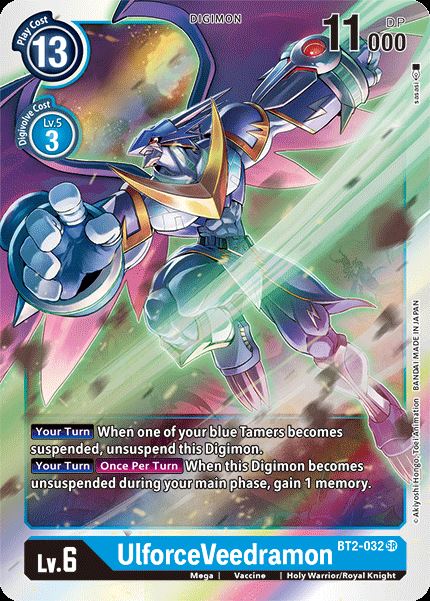 DIGIMON
Play Cost
13
11000
DP
Digivolve Cost
Lv.5
3
sasasi
©Akiyoshi Hongo, Toei Animation BANDAI MADE IN JAPAN
Your Turn When one of your blue Tamers becomes
suspended, unsuspend this Digimon.
Your Turn Once Per Turn When this Digimon becomes
unsuspended during your main phase, gain 1 memory.
Lv.6
UlforceVeedramon
BT2-032 SR
Mega | Vaccine | Holy Warrior/Royal Knight